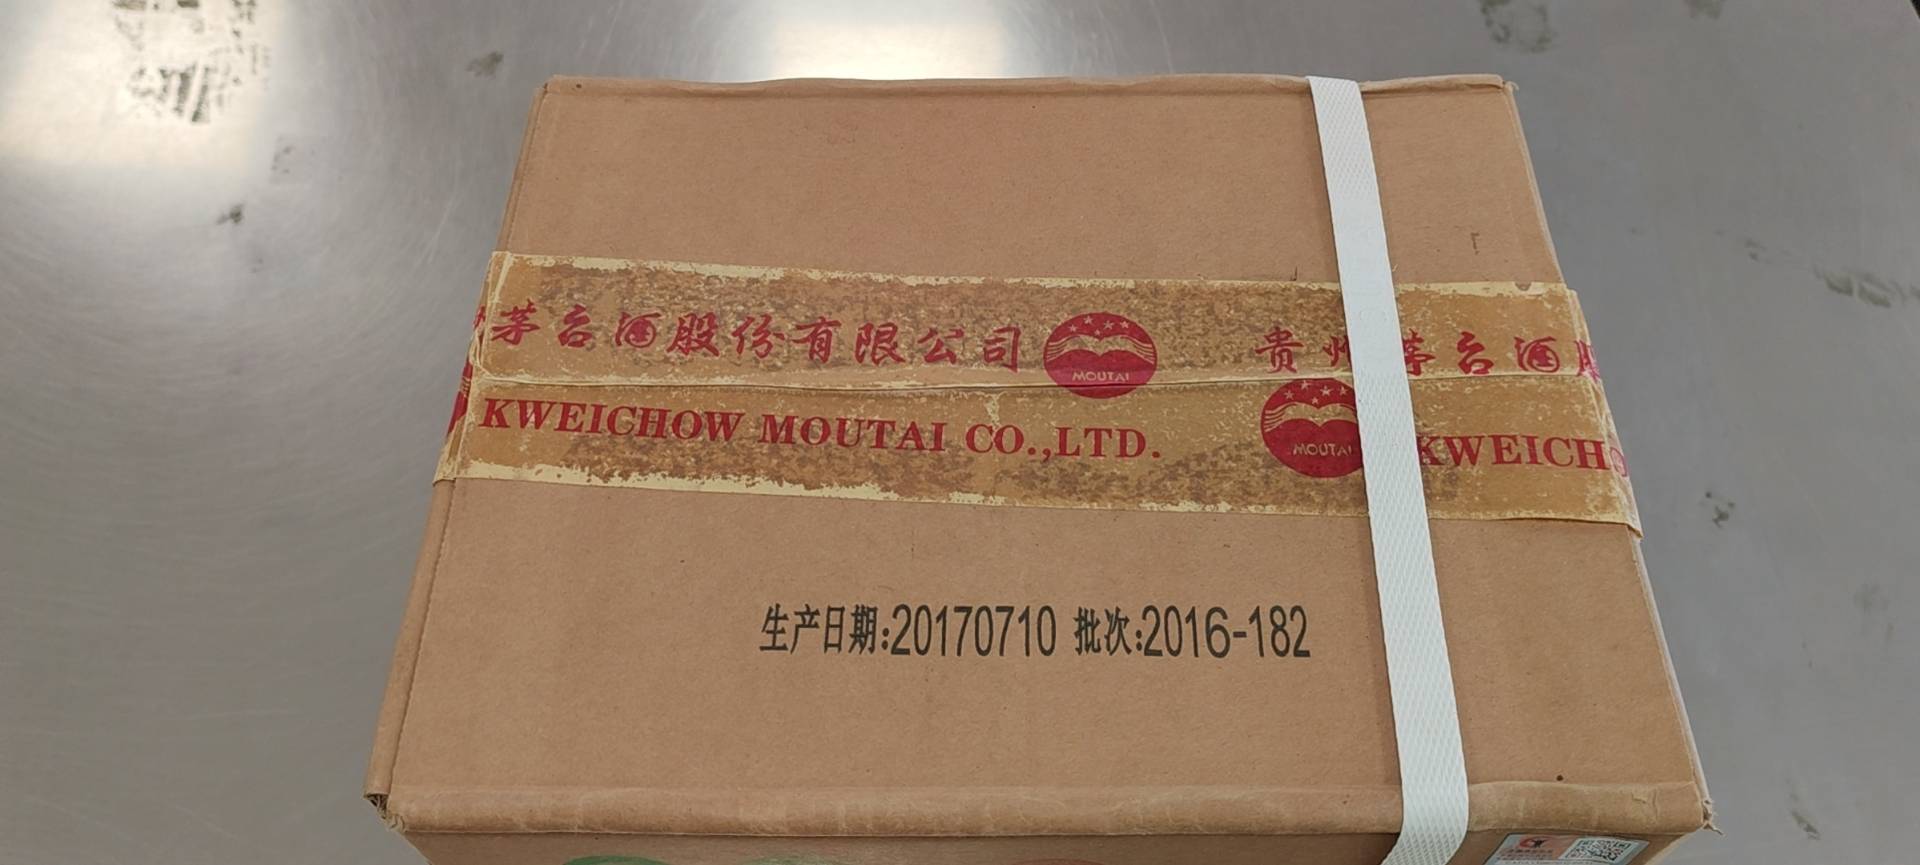 茅台酒股份有限公司 MOUTAI 贵州茅台酒股
KWEICHOW MOUTAI CO.,LTD. MOUTAI KWEICHO
生产日期:20170710 批次:2016-182